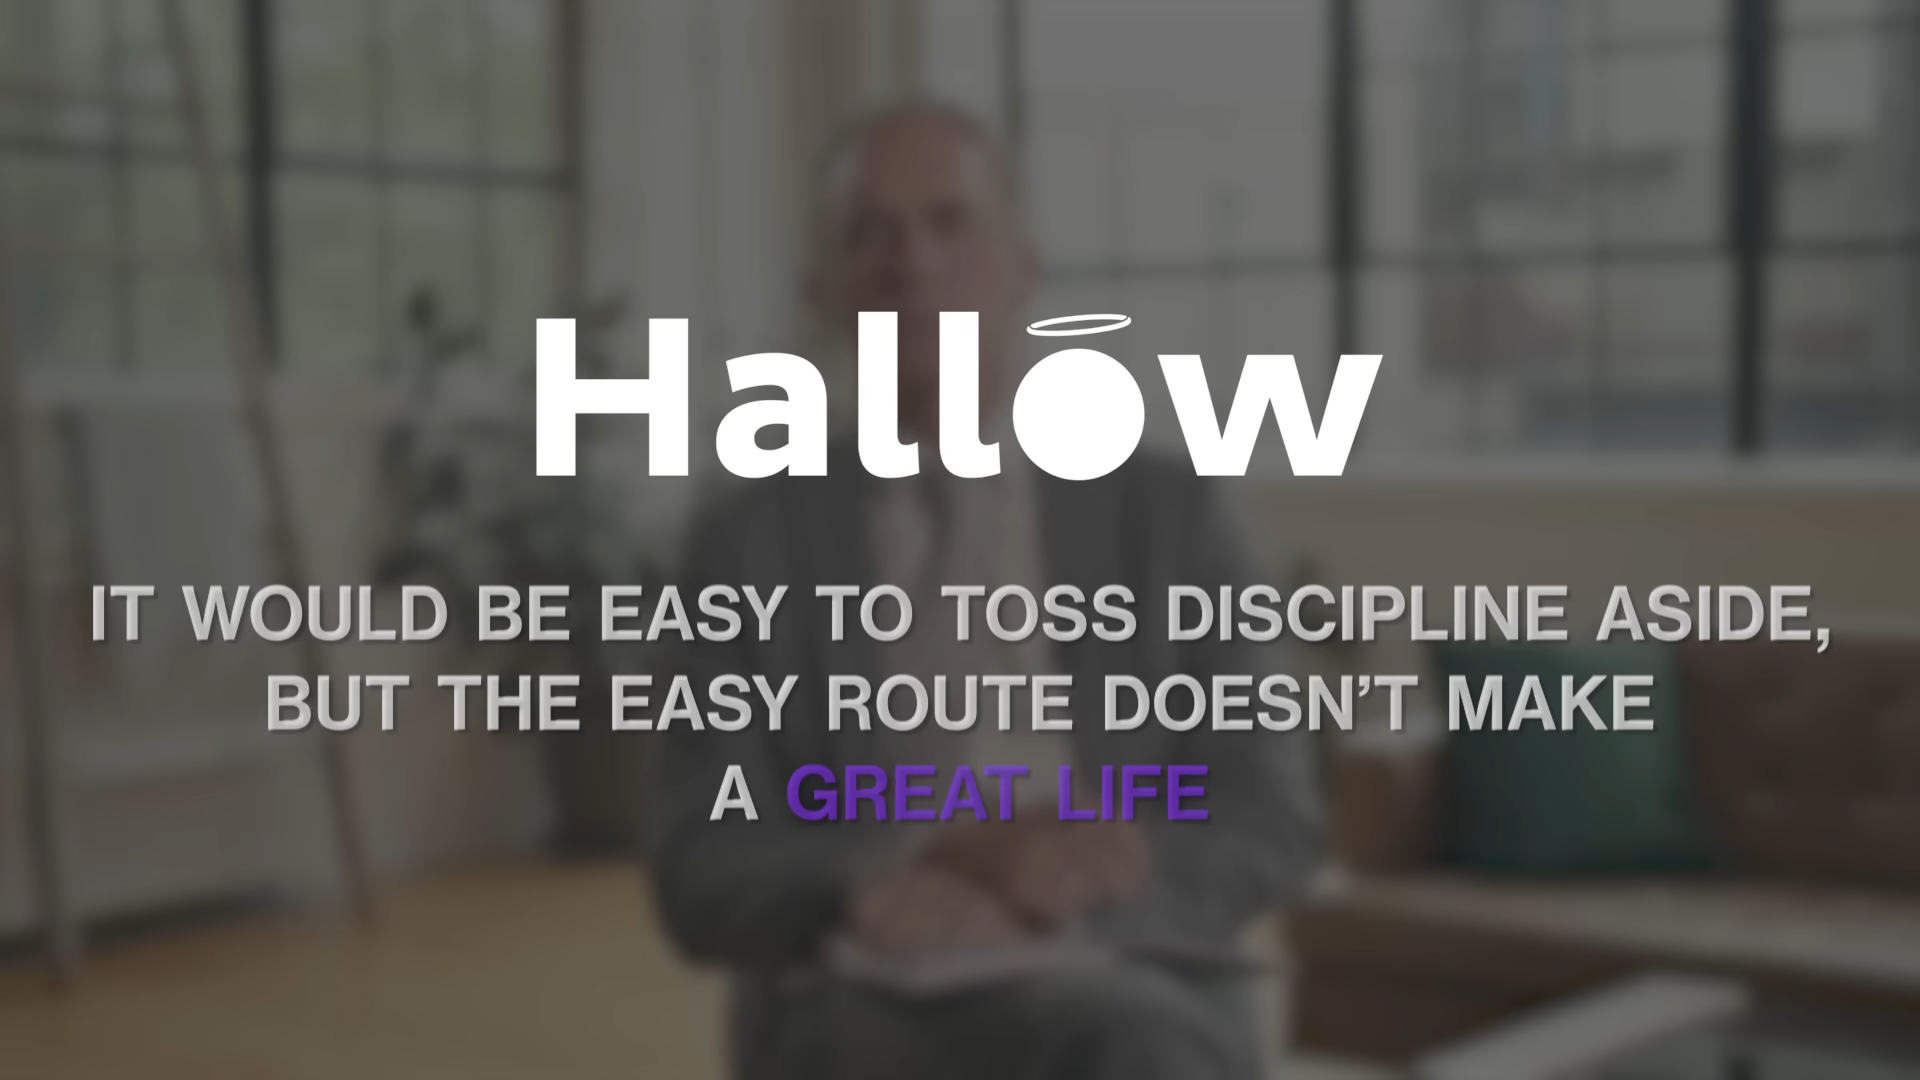 Hallow
IT WOULD BE EASY TO TOSS DISCIPLINE ASIDE,
BUT THE EASY ROUTE DOESN’T MAKE
A GREAT LIFE